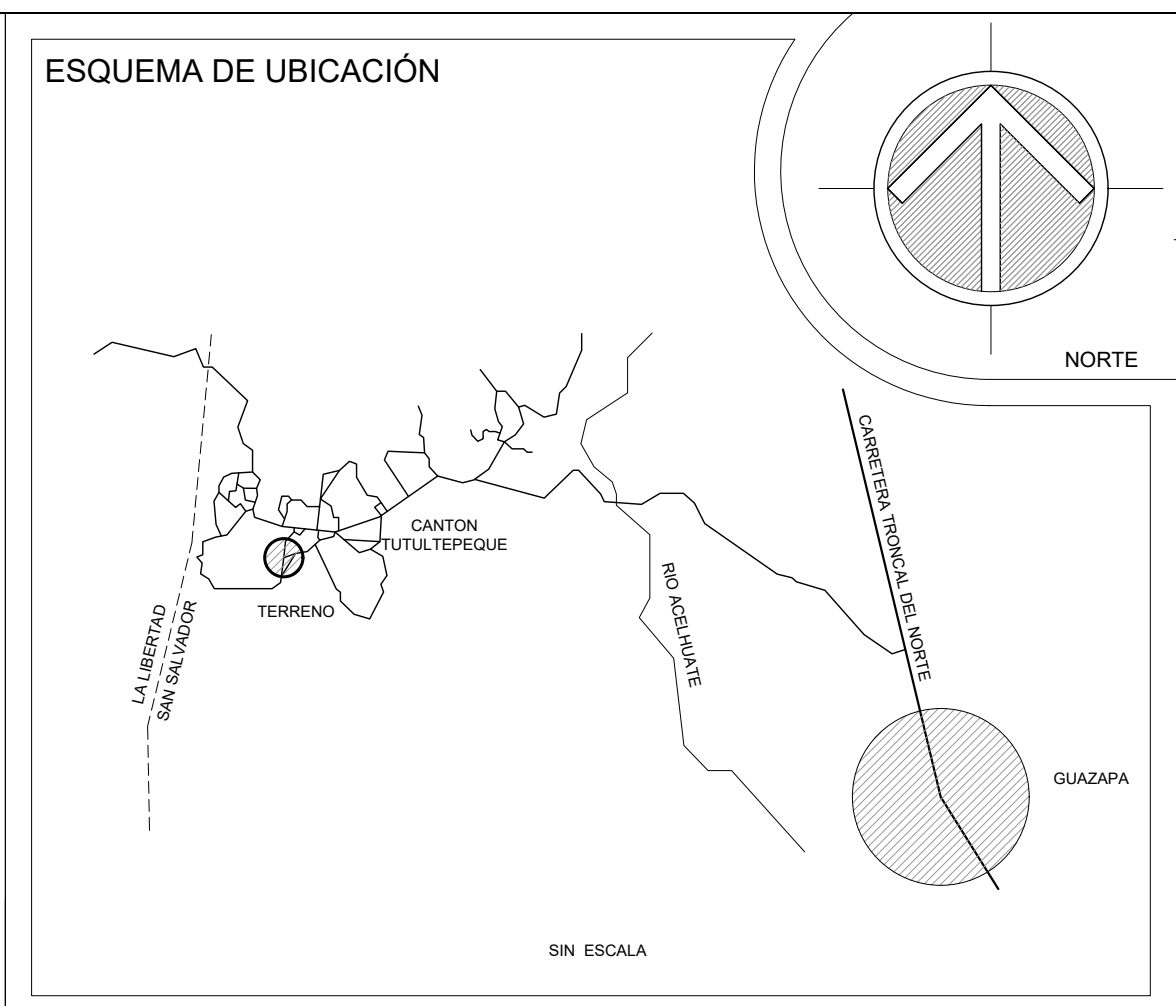 ESQUEMA DE UBICACIÓN
NORTE
CARRETERA TRONCAL DEL NORTE
CANTON
TUTULTEPEQUE
RIO ACELHUATE
TERRENO
LA LIBERTAD
SAN SALVADOR
GUAZAPA
SIN ESCALA